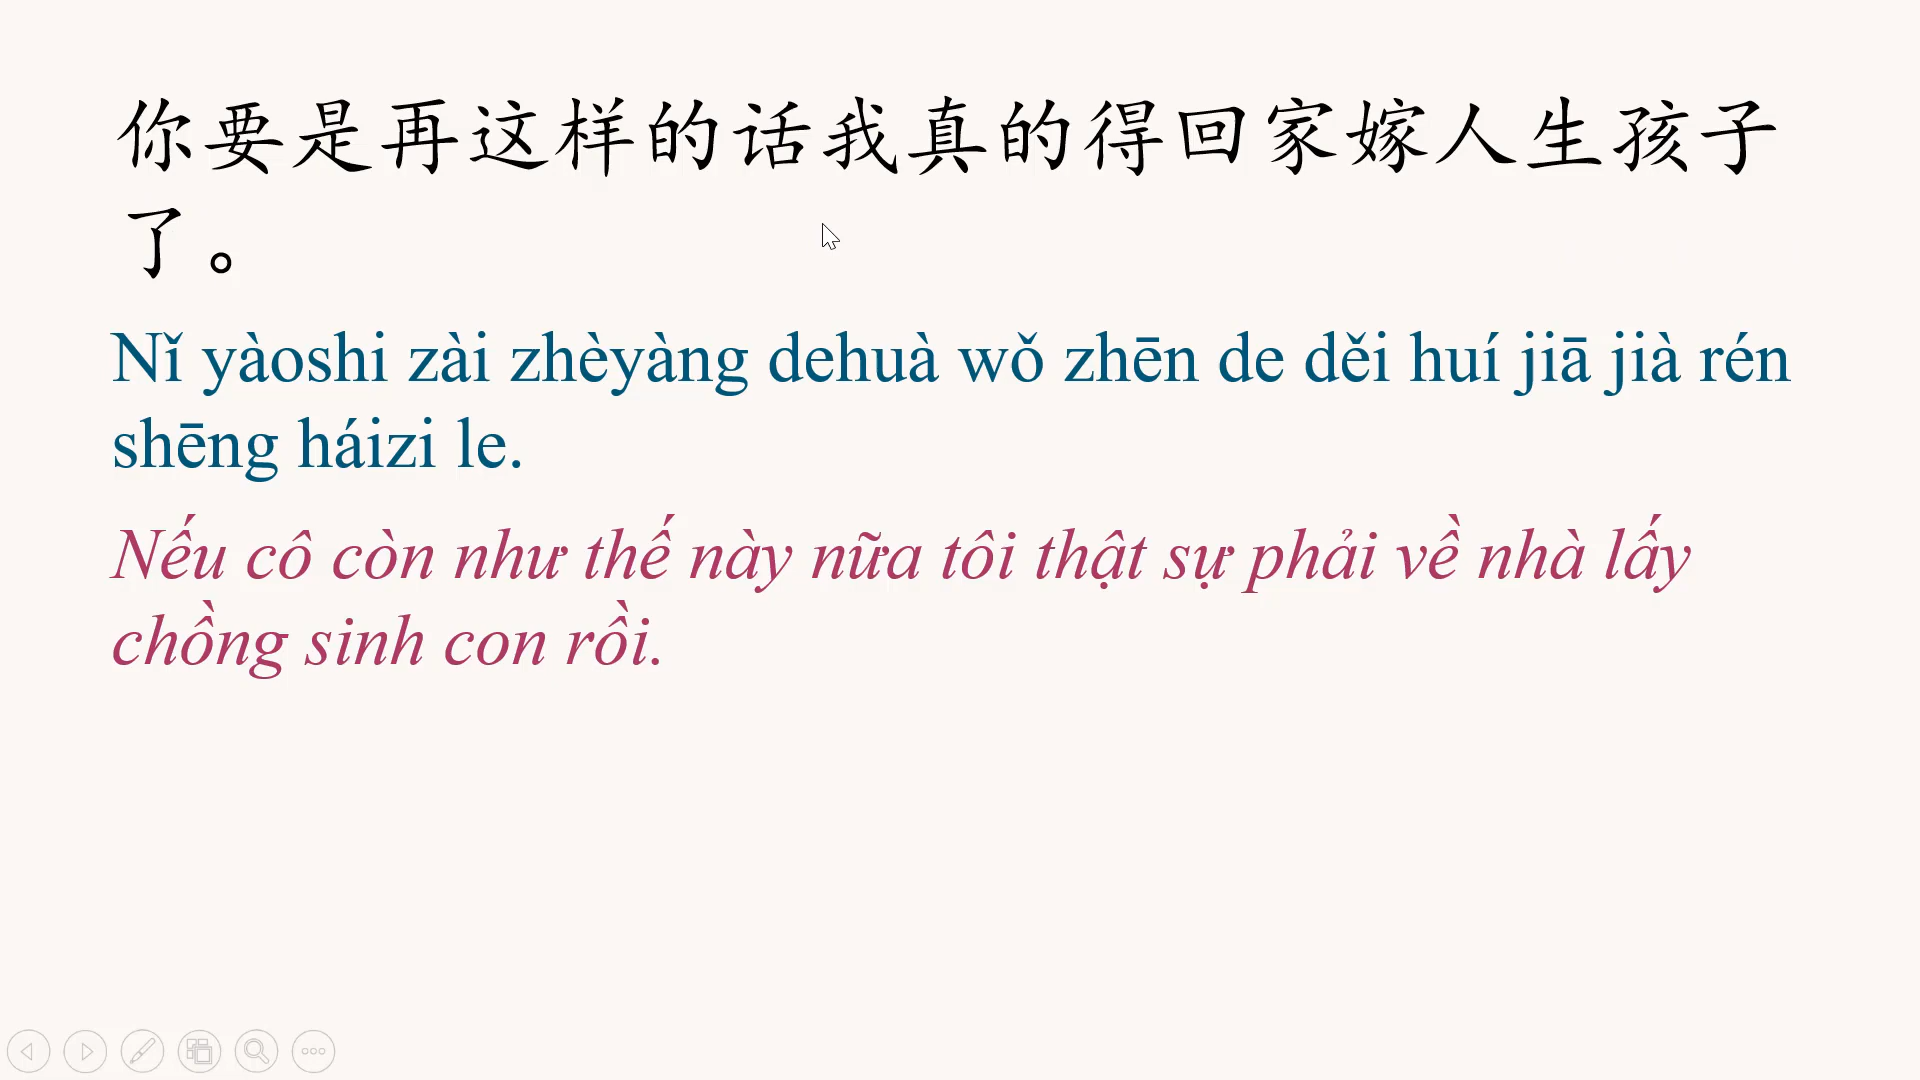 你要是再这样的话我真的得回家嫁人生孩子
了。
Nǐ yàoshi zài zhèyàng dehuà wǒ zhēn de děi huí jiā jià rén
shēng háizi le.
Nếu cô còn như thế này nữa tôi thật sự phải về nhà lấy
chồng sinh con rồi.